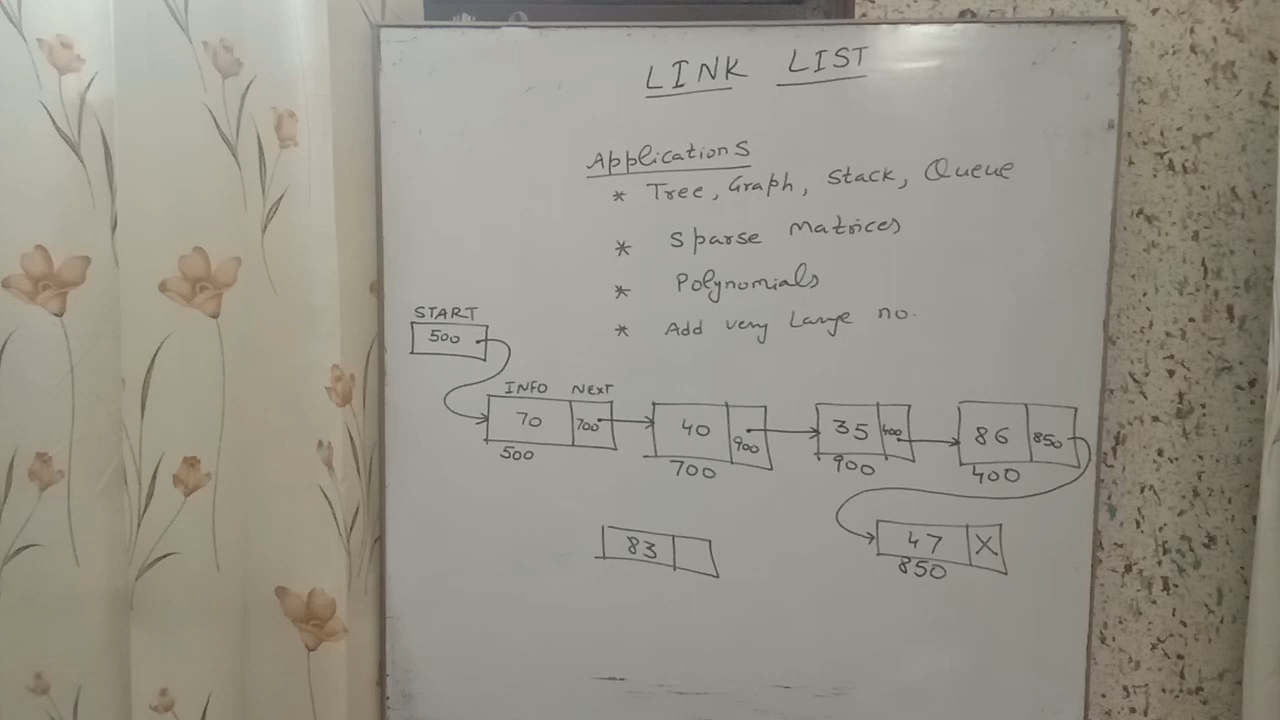 LINK LIST
Applications
* Tree, Graph, Stack, Queue
* Sparse Matrices
* Polynomials
* Add very Large no.
START
500
INFO NEXT
70 700 40 900 35 400 86 850
500 700 900 400
83 47 X
850